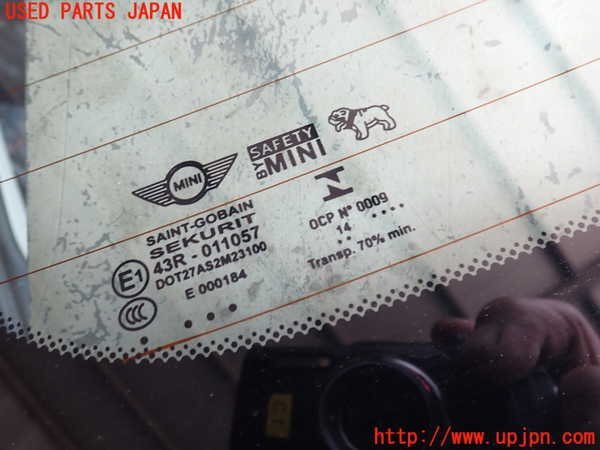 USED PARTS JAPAN
MINI
SAFETY
BY MINI
SAINT-GOBAIN
SEKURIT
E1
43R - 011057
DOT27AS2M23100
E 000184
CCC
OCP N° 0009
14
Transp. 70% min.
http://www.upjpn.com/